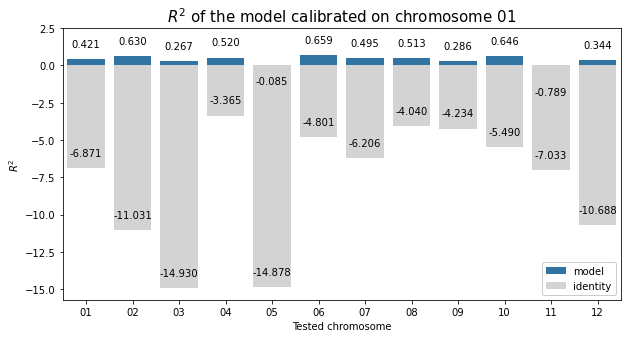 R² of the model calibrated on chromosome 01
2.5
0.0
-2.5
-5.0
-7.5
-10.0
-12.5
-15.0
R²
0.421 0.630 0.267 0.520 -0.085 0.659 0.495 0.513 0.286 0.646 -0.789 0.344
-6.871 -11.031 -14.930 -3.365 -14.878 -4.801 -6.206 -4.040 -4.234 -5.490 -7.033 -10.688
model
identity
01 02 03 04 05 06 07 08 09 10 11 12
Tested chromosome